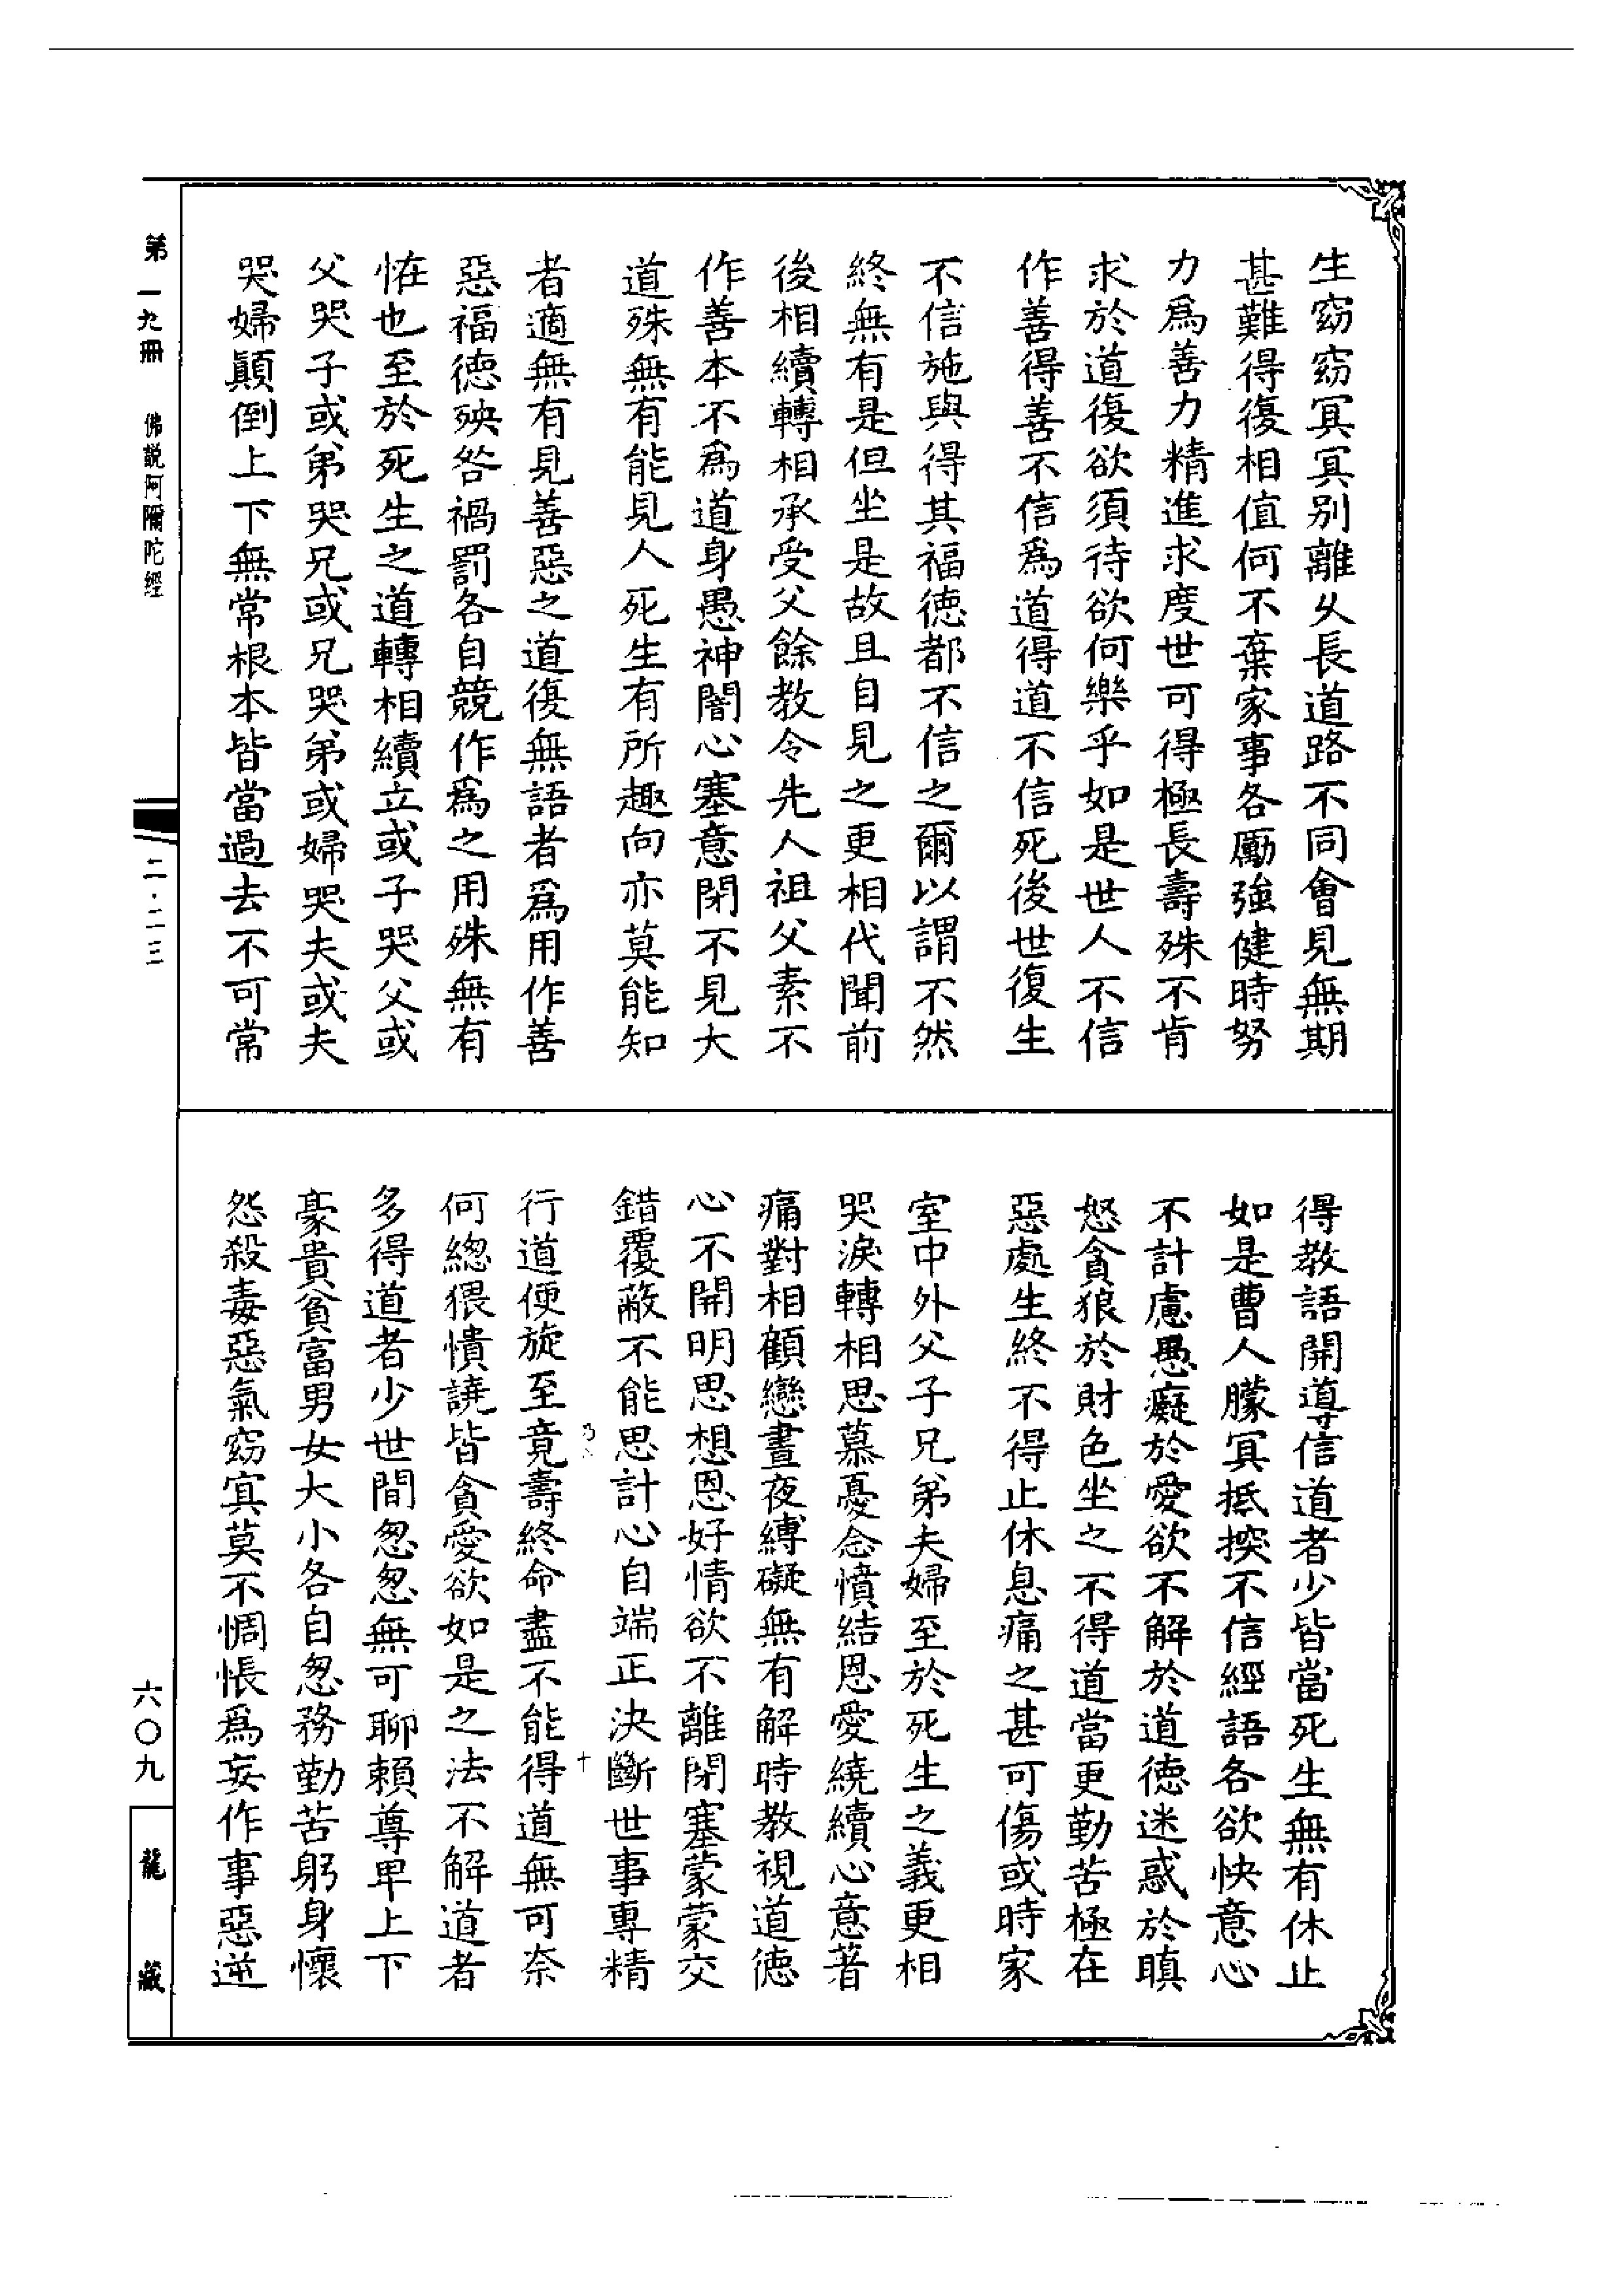 生窈窈冥冥別離久長道路不同會見無期
甚難得復相值何不棄家事各勵強健時努
力爲善力精進求度世可得極長壽殊不肯
求於道復欲須待欲何樂乎如是世人不信
作善得善不信爲道得道不信死後世復生
不信施與得其福德都不信之爾以謂不然
終無有是但坐是故且自見之更相代聞前
後相續轉相承受父餘教令先人祖父素不
作善本不爲道身愚神闇心塞意閉不見大
道殊無有能見人死生有所趣向亦莫能知
者適無有見善惡之道復無語者爲用作善
惡福德殃咎禍罰各自競作爲之用殊無有
恠也至於死生之道轉相續立或子哭父或
父哭子或弟哭兄或兄哭弟或婦哭夫或夫
哭婦顛倒上下無常根本皆當過去不可常
得教語開導信道者少皆當死生無有休止
如是曹人矇冥抵揬不信經語各欲快意心
不計慮愚癡於愛欲不解於道德迷惑於瞋
怒貪狼於財色坐之不得道當更勤苦極在
惡處生終不得止休息痛之甚可傷或時家
室中外父子兄弟夫婦至於死生之義更相
哭淚轉相思慕憂念憤結恩愛繞續心意著
痛對相顧戀晝夜縛礙無有解時教視道德
心不開明思想恩好情欲不離閉塞蒙蒙交
錯覆蔽不能思計心自端正決斷世事專精
行道便旋至竟壽終命盡不能得道無可奈
何總猥憒譊皆貪愛欲如是之法不解道者
多得道者少世間怱怱無可聊賴尊卑上下
豪貴貧富男女大小各自怱務勤苦躬身懷
怨殺毒惡氣窈冥莫不惆悵爲妄作事惡逆
第一九冊 佛説阿彌陀經
二·二三
六〇九
龍藏